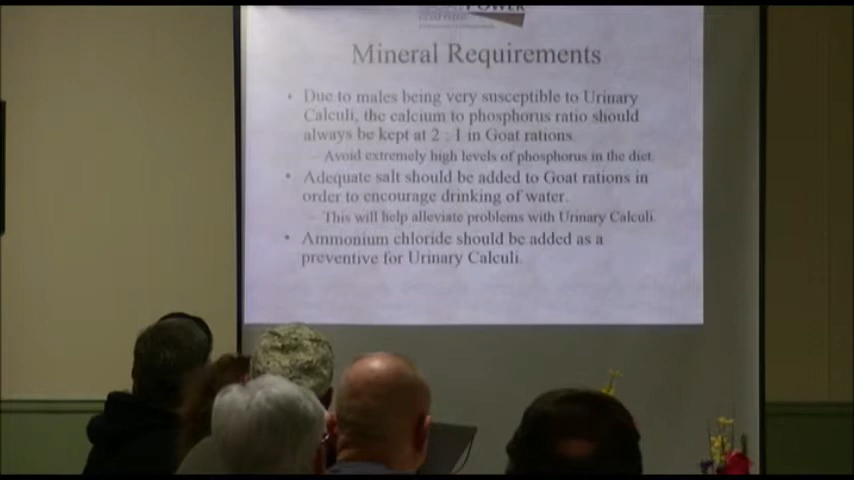 POWER
Mineral Requirements
• Due to males being very susceptible to Urinary
Calculi, the calcium to phosphorus ratio should
always be kept at 2 : 1 in Goat rations.
– Avoid extremely high levels of phosphorus in the diet.
• Adequate salt should be added to Goat rations in
order to encourage drinking of water.
– This will help alleviate problems with Urinary Calculi.
• Ammonium chloride should be added as a
preventive for Urinary Calculi.